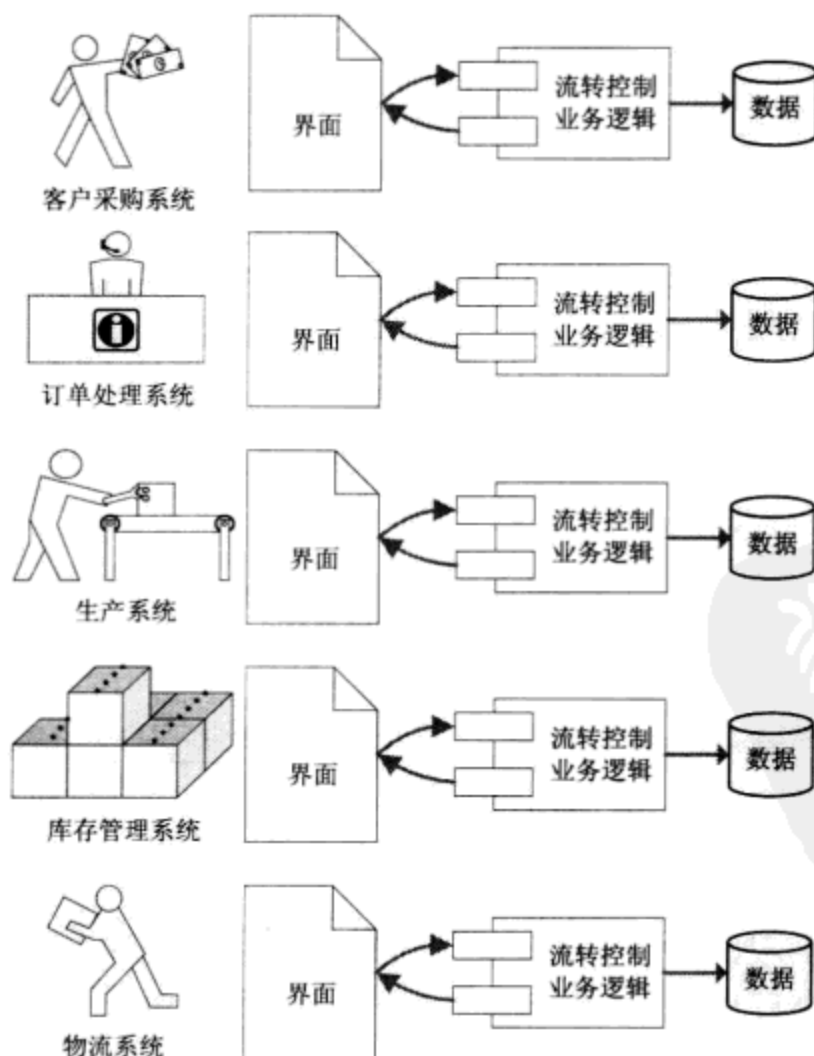 界面
流转控制
业务逻辑
数据
客户采购系统
界面
流转控制
业务逻辑
数据
订单处理系统
界面
流转控制
业务逻辑
数据
生产系统
界面
流转控制
业务逻辑
数据
库存管理系统
界面
流转控制
业务逻辑
数据
物流系统